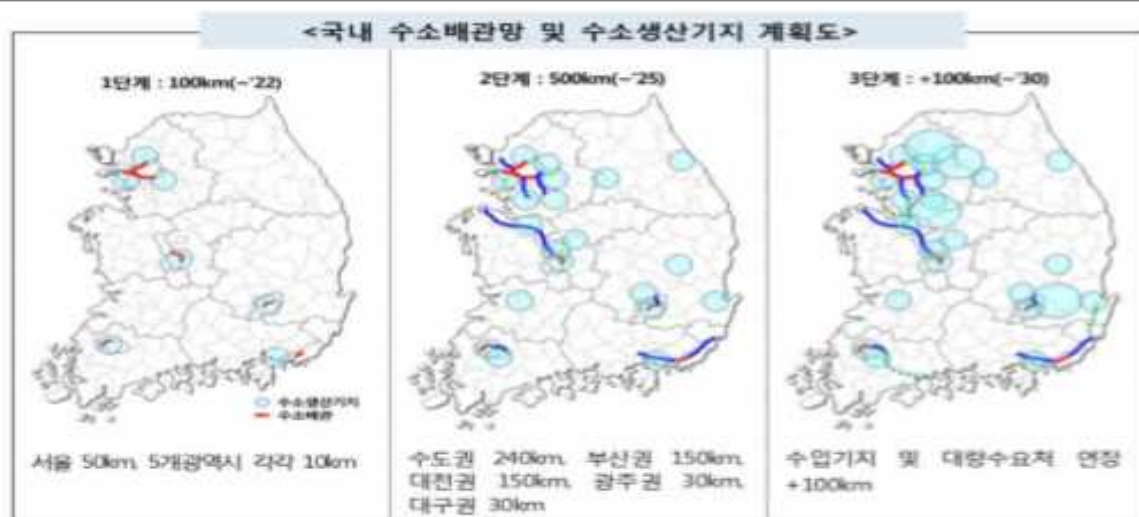 <국내 수소배관망 및 수소생산기지 계획도>
1단계 : 100km(~'22)
수소생산기지
수소배관
서울 50km, 5개광역시 각각 10km
2단계 : 500km(~'25)
수도권 240km, 부산권 150km,
대전권 150km, 광주권 30km,
대구권 30km
3단계 : +100km(~'30)
수입기지 및 대량수요처 연장
+100km